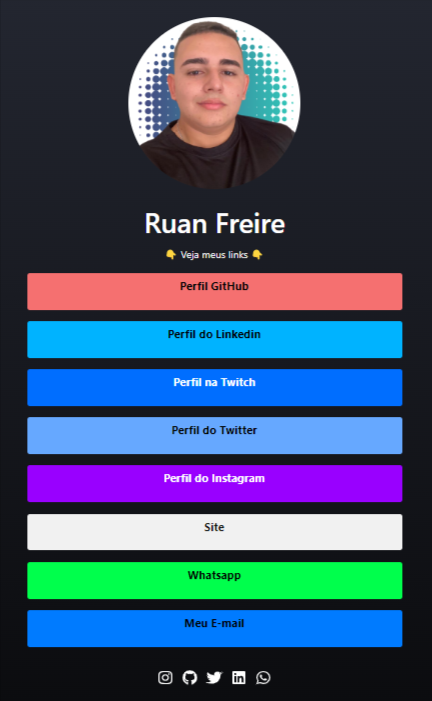 Ruan Freire
👇 Veja meus links 👇
Perfil GitHub
Perfil do Linkedin
Perfil na Twitch
Perfil do Twitter
Perfil do Instagram
Site
Whatsapp
Meu E-mail